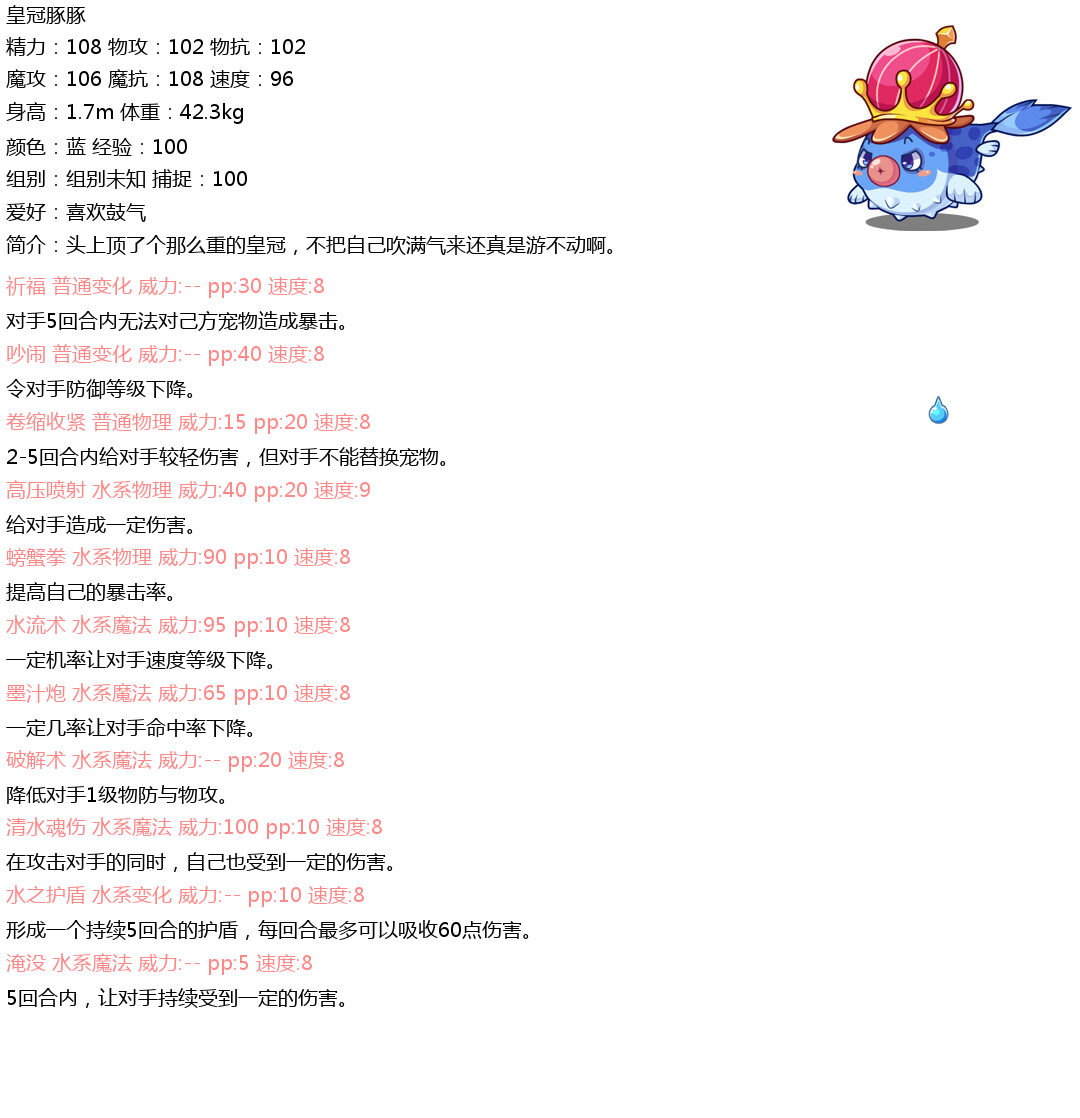 皇冠豚豚
精力：108 物攻：102 物抗：102
魔攻：106 魔抗：108 速度：96
身高：1.7m 体重：42.3kg
颜色：蓝 经验：100
组别：组别未知 捕捉：100
爱好：喜欢鼓气
简介：头上顶了个那么重的皇冠，不把自己吹满气来还真是游不动啊。
祈福 普通变化 威力:-- pp:30 速度:8
对手5回合内无法对己方宠物造成暴击。
吵闹 普通变化 威力:-- pp:40 速度:8
令对手防御等级下降。
卷缩收紧 普通物理 威力:15 pp:20 速度:8
2-5回合内给对手较轻伤害，但对手不能替换宠物。
高压喷射 水系物理 威力:40 pp:20 速度:9
给对手造成一定伤害。
螃蟹拳 水系物理 威力:90 pp:10 速度:8
提高自己的暴击率。
水流术 水系魔法 威力:95 pp:10 速度:8
一定机率让对手速度等级下降。
墨汁炮 水系魔法 威力:65 pp:10 速度:8
一定几率让对手命中率下降。
破解术 水系魔法 威力:-- pp:20 速度:8
降低对手1级物防与物攻。
清水魂伤 水系魔法 威力:100 pp:10 速度:8
在攻击对手的同时，自己也受到一定的伤害。
水之护盾 水系变化 威力:-- pp:10 速度:8
形成一个持续5回合的护盾，每回合最多可以吸收60点伤害。
淹没 水系魔法 威力:-- pp:5 速度:8
5回合内，让对手持续受到一定的伤害。